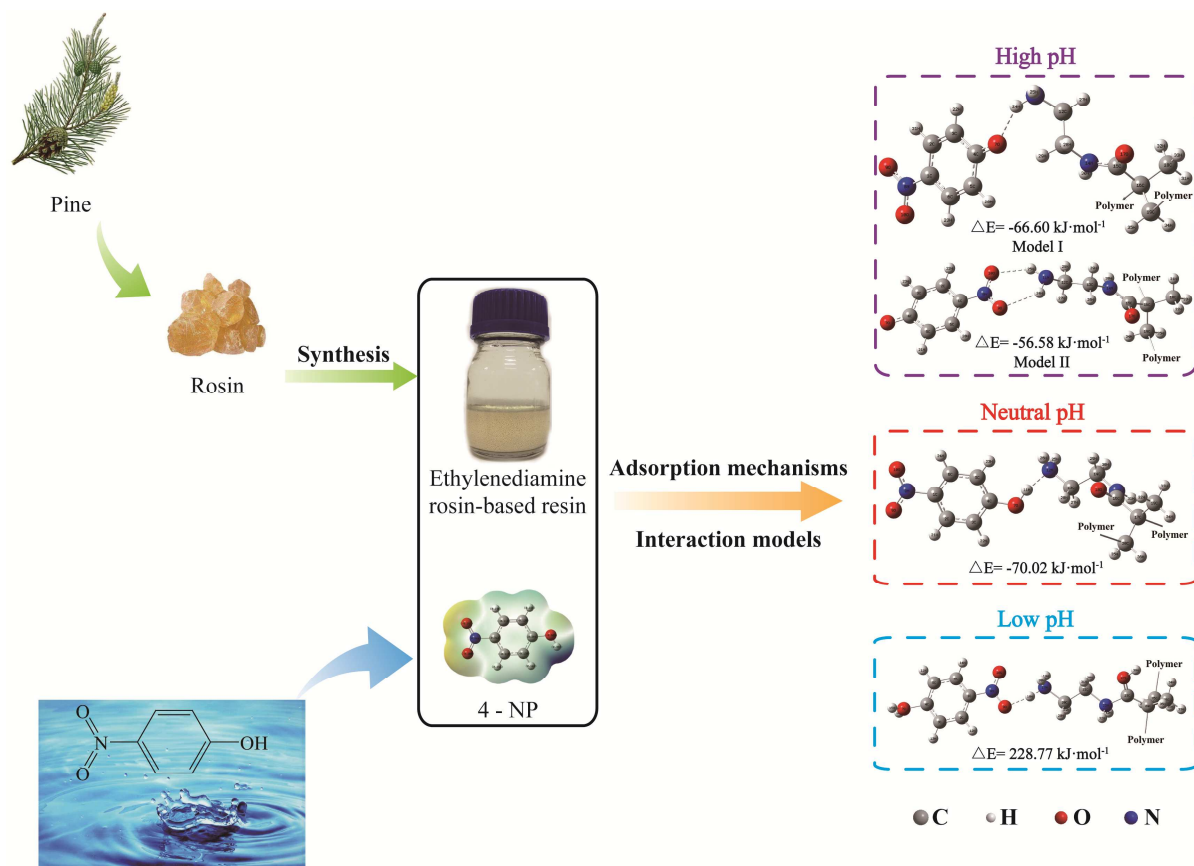 Pine
Rosin
Synthesis
Ethylenediamine
rosin-based resin
4 - NP
O
N
O
OH
Adsorption mechanisms
Interaction models
High pH
Polymer
Polymer
△E= -66.60 kJ·mol⁻¹
Model I
Polymer
Polymer
△E= -56.58 kJ·mol⁻¹
Model II
Neutral pH
Polymer
Polymer
△E= -70.02 kJ·mol⁻¹
Low pH
Polymer
Polymer
△E= 228.77 kJ·mol⁻¹
C H O N